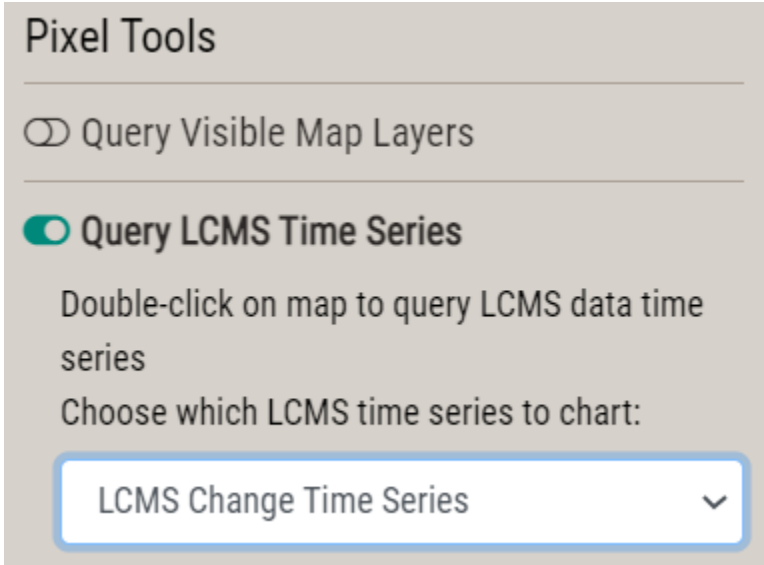 Pixel Tools
Query Visible Map Layers
Query LCMS Time Series
Double-click on map to query LCMS data time
series
Choose which LCMS time series to chart:
LCMS Change Time Series